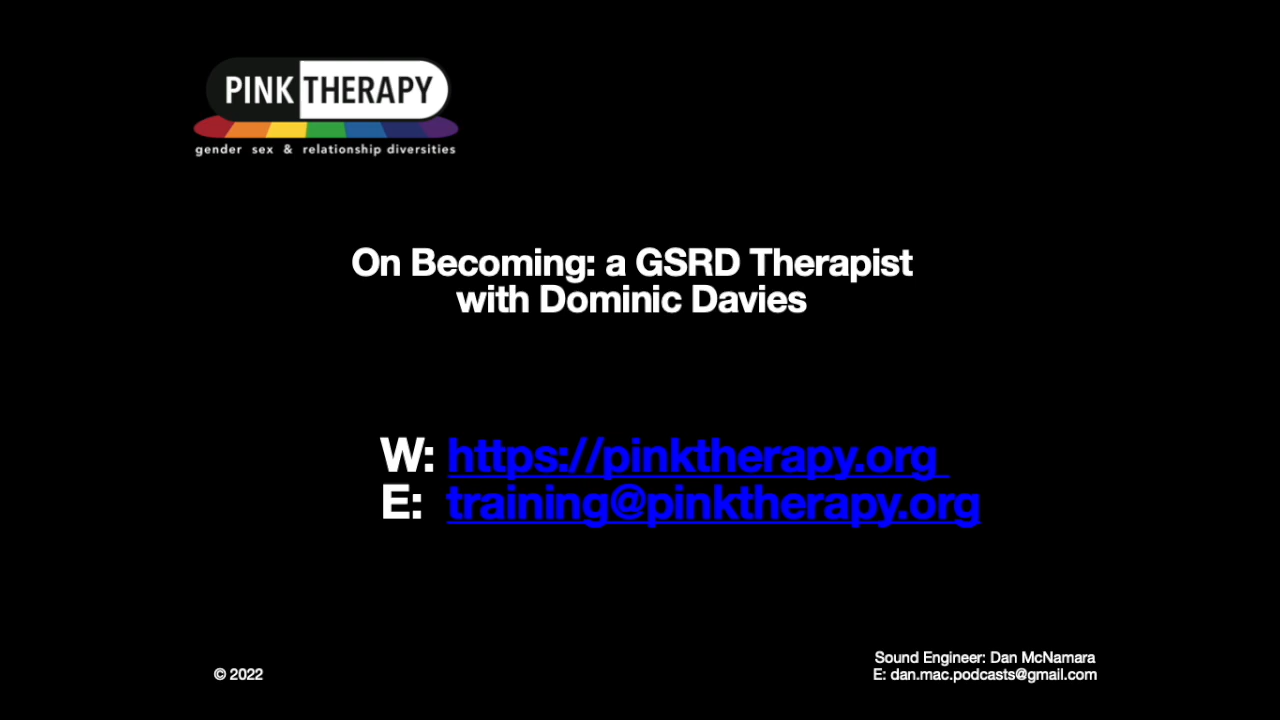 PINK THERAPY
gender sex & relationship diversities
On Becoming: a GSRD Therapist
with Dominic Davies
W: https://pinktherapy.org
E: training@pinktherapy.org
© 2022
Sound Engineer: Dan McNamara
E: dan.mac.podcasts@gmail.com